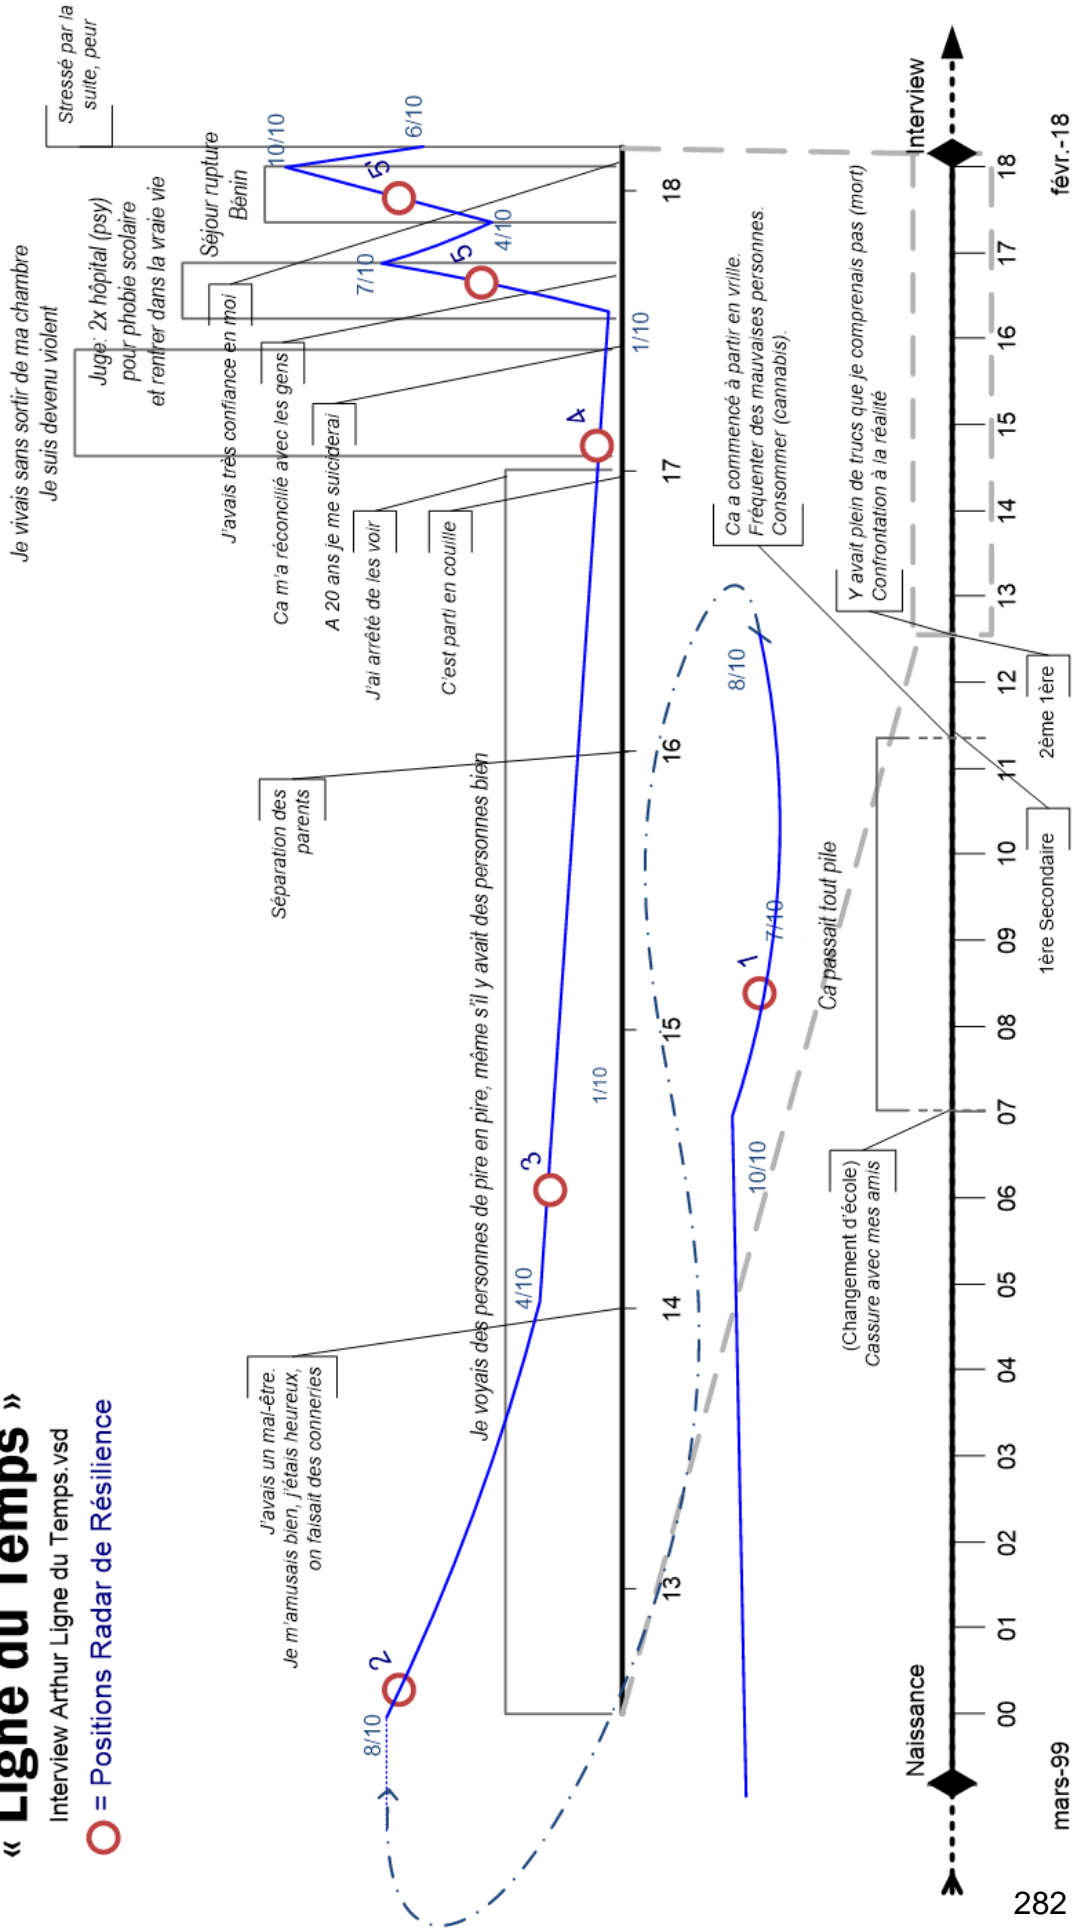 « Ligne du Temps »
Interview Arthur Ligne du Temps.vsd
= Positions Radar de Résilience
Je vivais sans sortir de ma chambre
Je suis devenu violent
Stressé par la
suite, peur
Juge: 2x hôpital (psy)
pour phobie scolaire
et rentrer dans la vraie vie
Séjour rupture
Bénin
J'avais très confiance en moi
Ca m'a réconcilié avec les gens
A 20 ans je me suiciderai
J'ai arrêté de les voir
C'est parti en couille
Séparation des
parents
J'avais un mal-être.
Je m'amusais bien, j'étais heureux,
on faisait des conneries
Je voyais des personnes de pire en pire, même s'il y avait des personnes bien
8/10
2
4/10
3
1/10
4
1/10
5
7/10
4/10
5'
10/10
6/10
13
14
15
16
17
18
10/10
1
7/10
8/10
Ca a commencé à partir en vrille.
Fréquenter des mauvaises personnes.
Consommer (cannabis).
Ca passait tout pile
Y avait plein de trucs que je comprenais pas (mort)
Confrontation à la réalité
(Changement d'école)
Cassure avec mes amis
Naissance
Interview
00 01 02 03 04 05 06 07 08 09 10 11 12 13 14 15 16 17 18
1ère Secondaire
2ème 1ère
mars-99
févr.-18
282